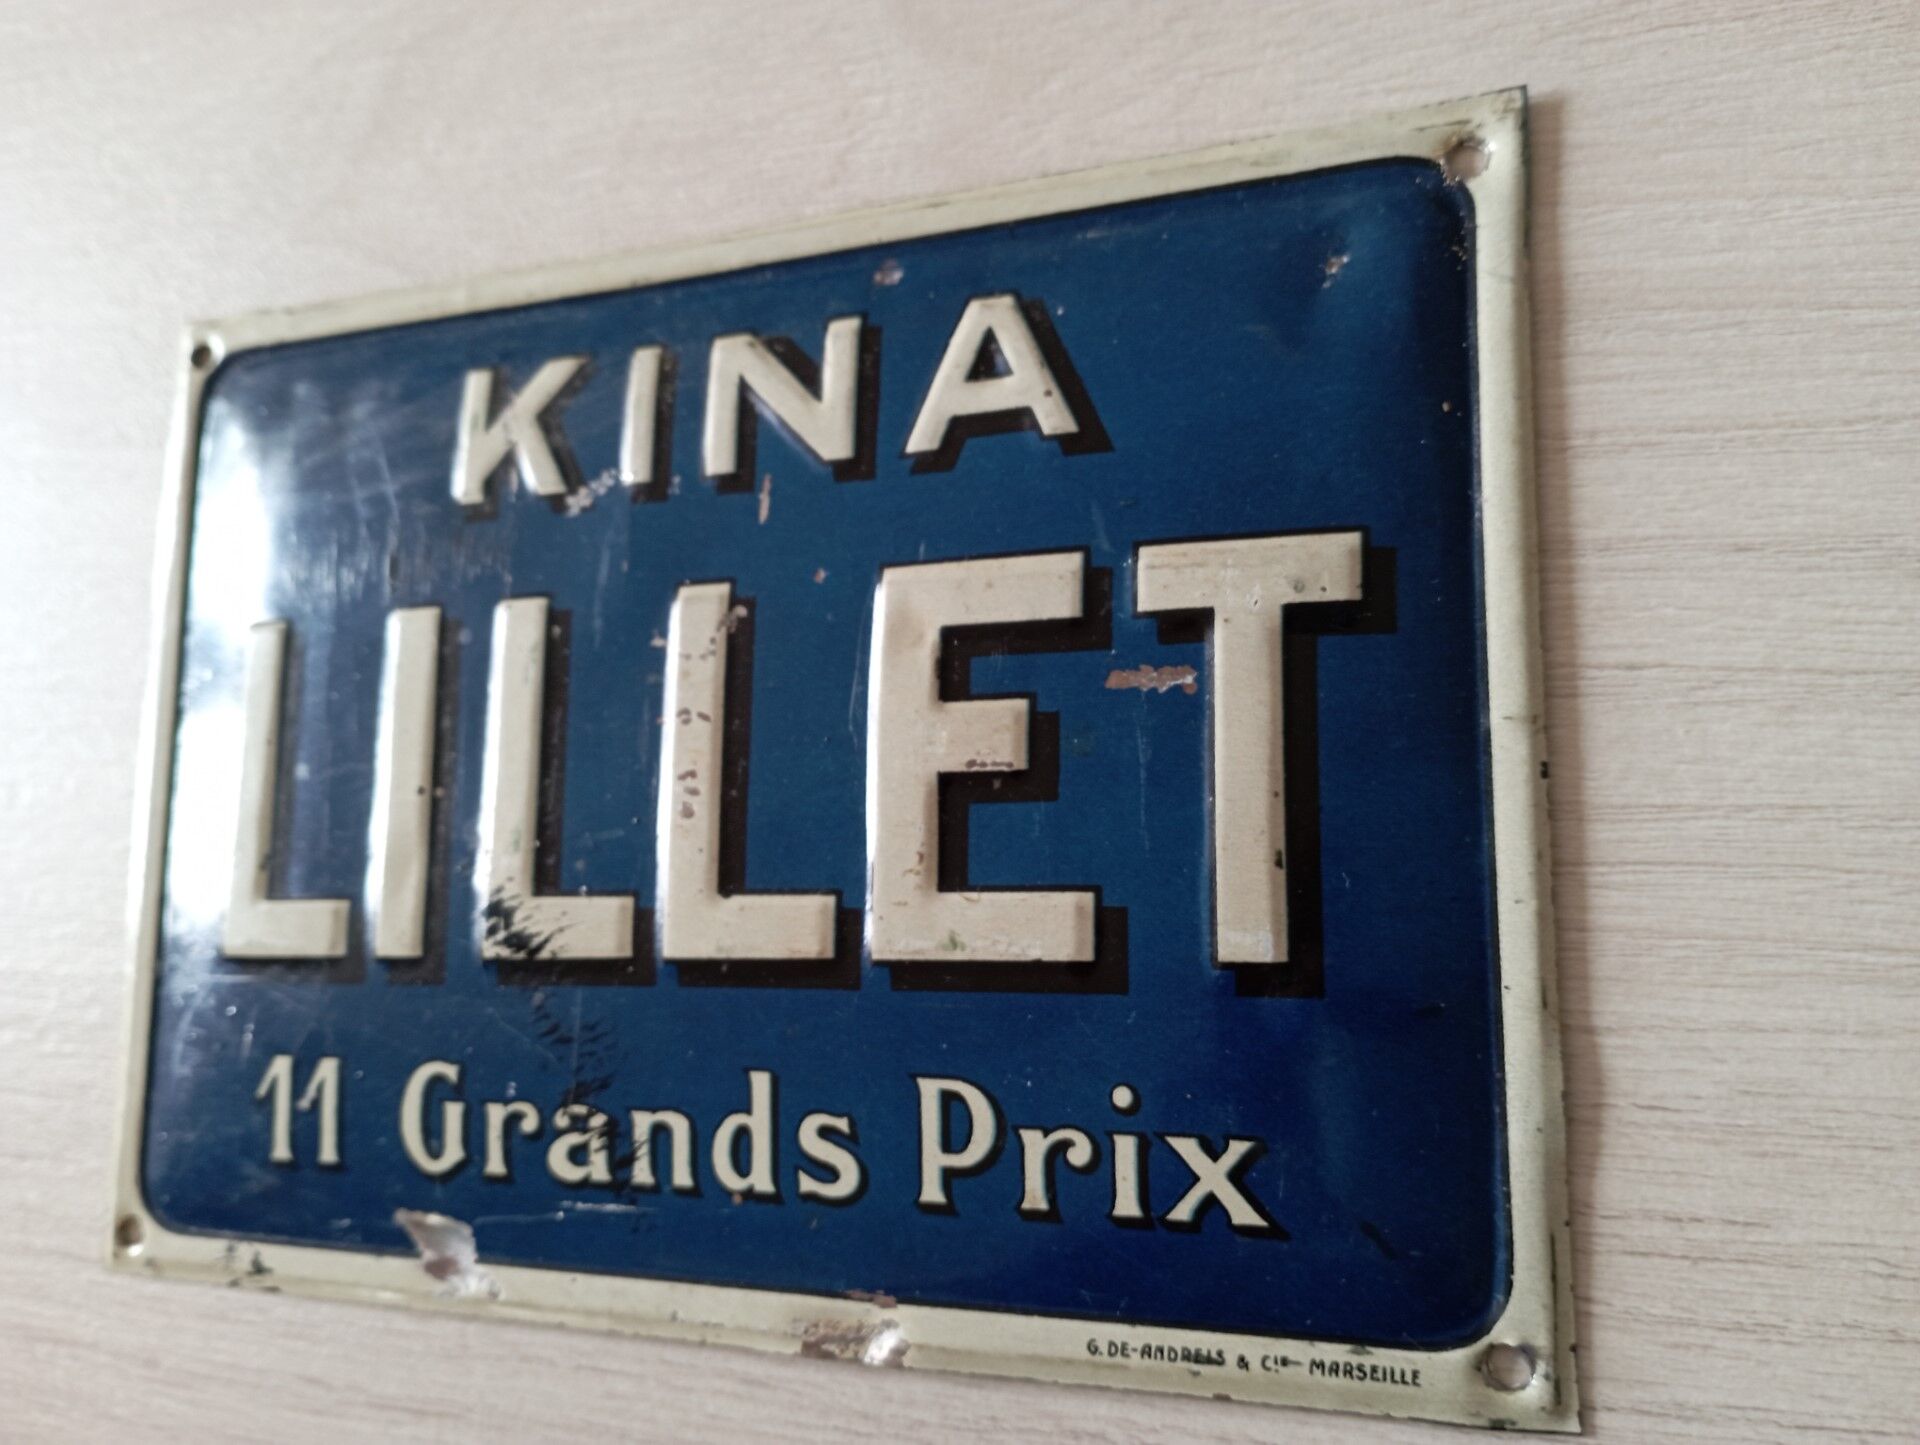 KINA
LILLET
11 Grands Prix
G. DE-ANDREIS & Cie MARSEILLE